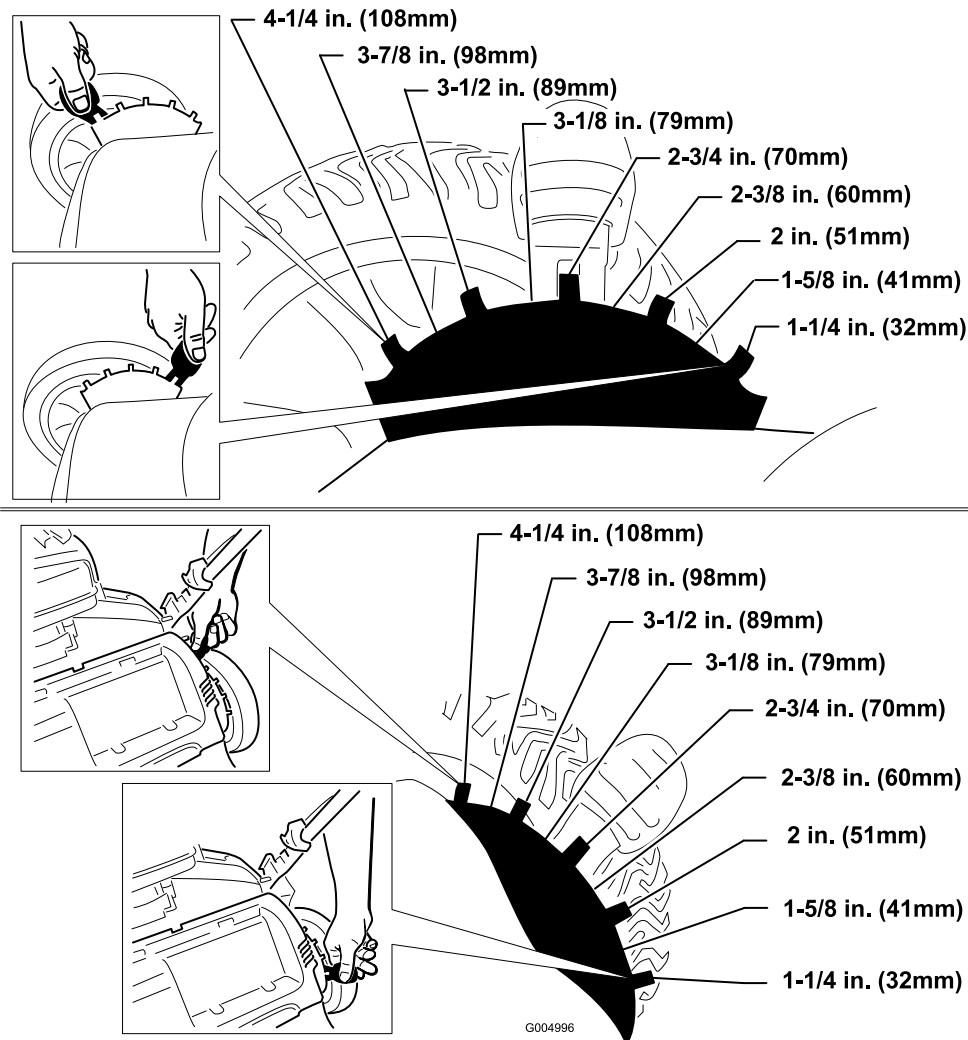 4-1/4 in. (108mm)
3-7/8 in. (98mm)
3-1/2 in. (89mm)
3-1/8 in. (79mm)
2-3/4 in. (70mm)
2-3/8 in. (60mm)
2 in. (51mm)
1-5/8 in. (41mm)
1-1/4 in. (32mm)
4-1/4 in. (108mm)
3-7/8 in. (98mm)
3-1/2 in. (89mm)
3-1/8 in. (79mm)
2-3/4 in. (70mm)
2-3/8 in. (60mm)
2 in. (51mm)
1-5/8 in. (41mm)
1-1/4 in. (32mm)
G004996